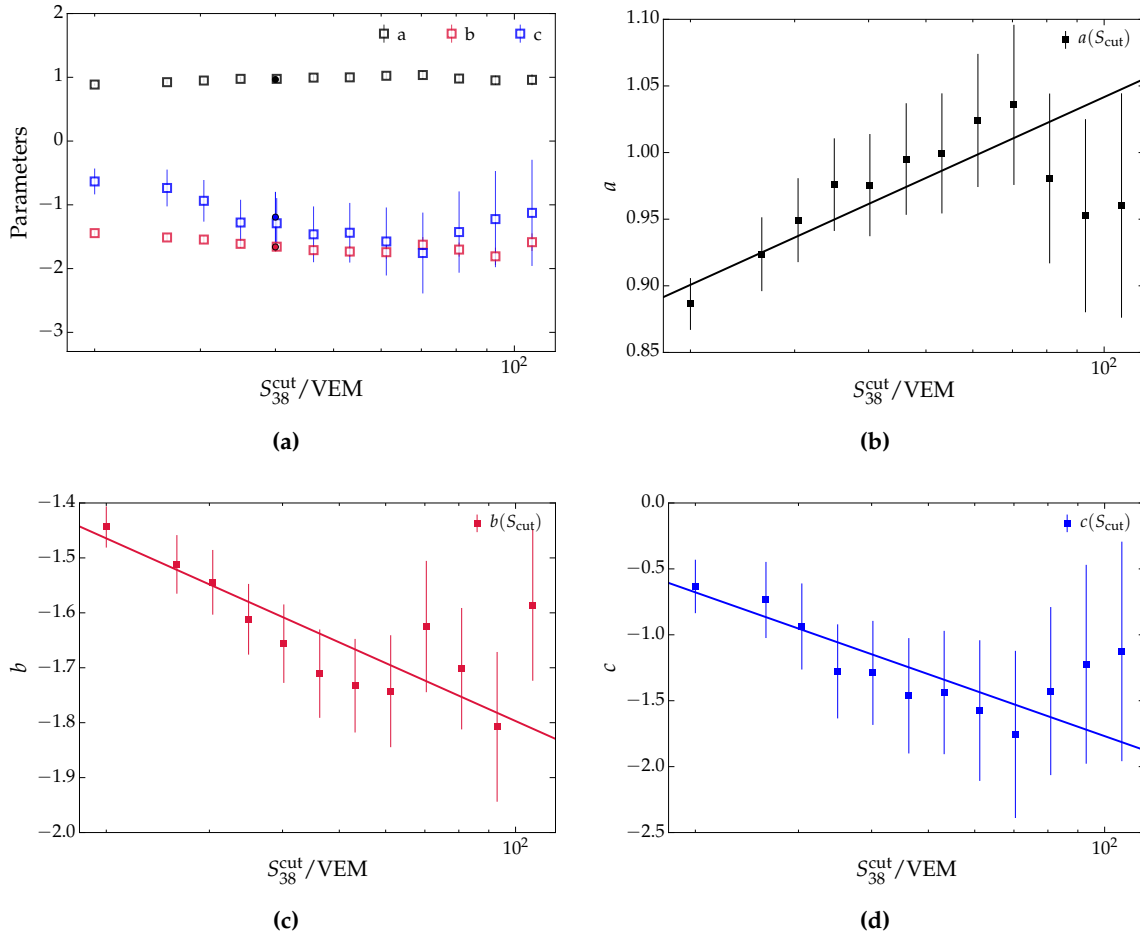 2
1
0
−1
−2
−3
Parameters
a b c
10²
S₃₈^cut/VEM
(a)
1.10
1.05
1.00
0.95
0.90
0.85
a
a(S_cut)
10²
S₃₈^cut/VEM
(b)
−1.4
−1.5
−1.6
−1.7
−1.8
−1.9
−2.0
b
b(S_cut)
10²
S₃₈^cut/VEM
(c)
0.0
−0.5
−1.0
−1.5
−2.0
−2.5
c
c(S_cut)
10²
S₃₈^cut/VEM
(d)